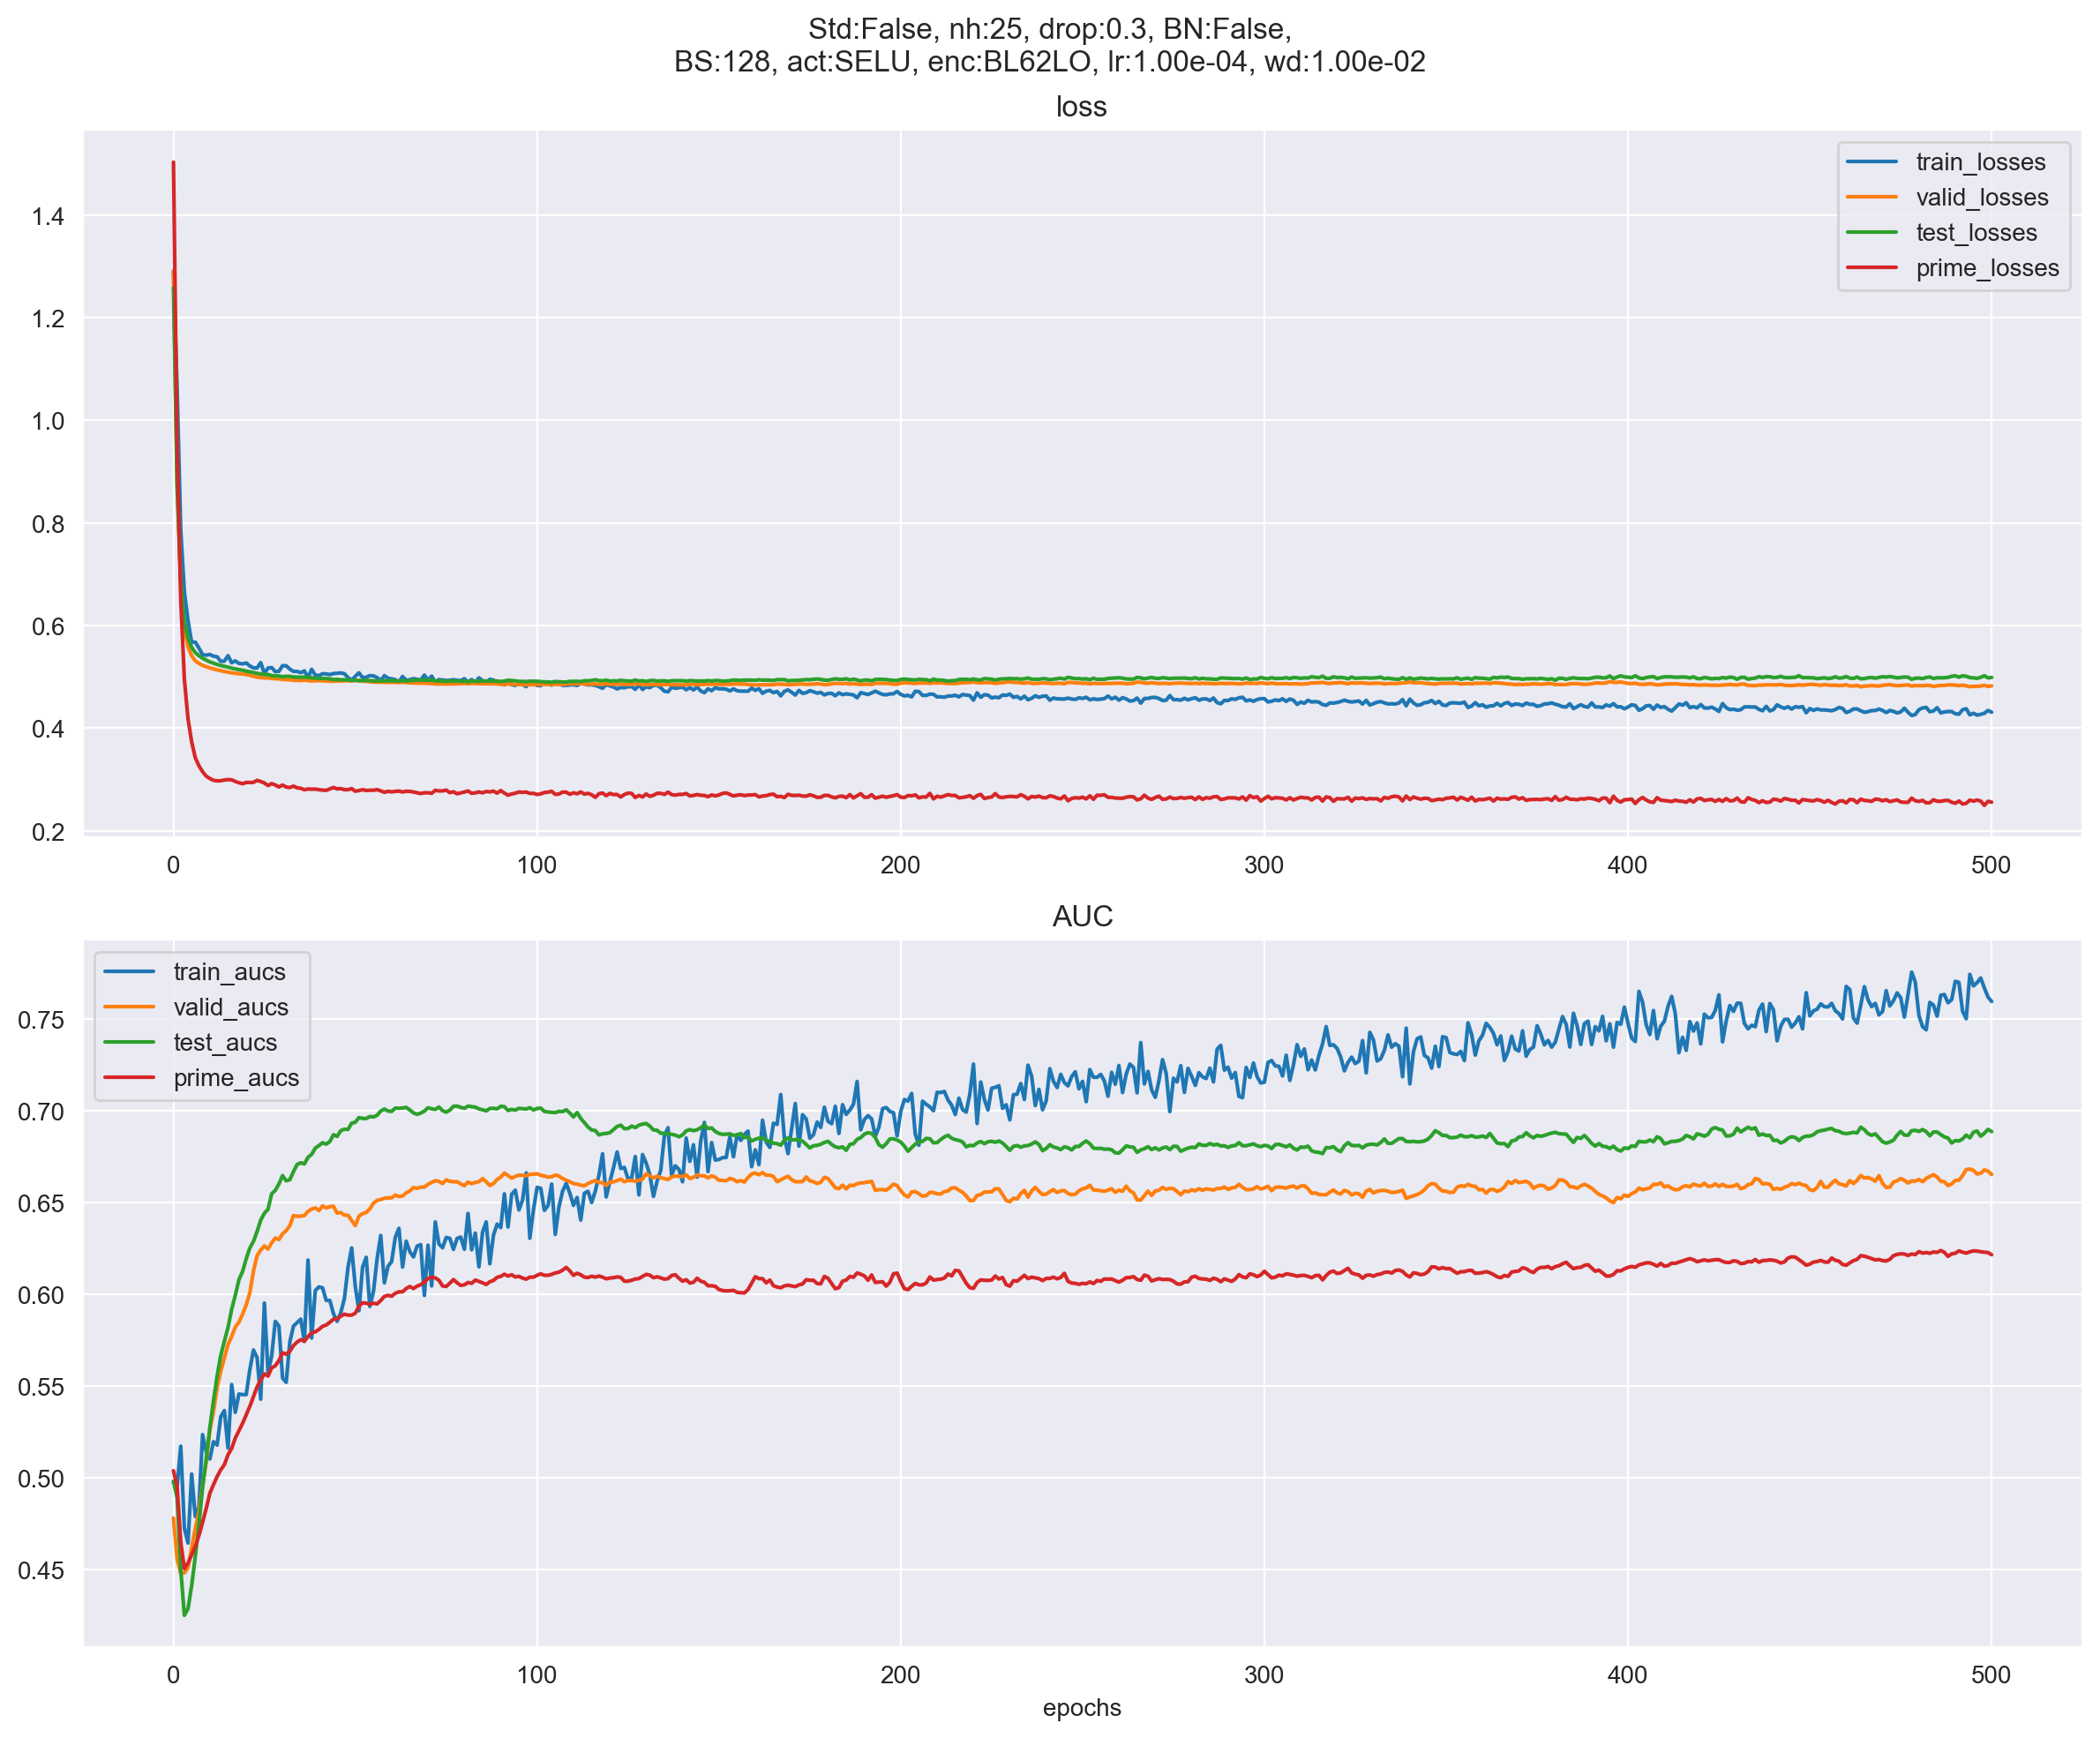 Std:False, nh:25, drop:0.3, BN:False,
BS:128, act:SELU, enc:BL62LO, lr:1.00e-04, wd:1.00e-02
loss
train_losses
valid_losses
test_losses
prime_losses
1.4
1.2
1.0
0.8
0.6
0.4
0.2
0 100 200 300 400 500
AUC
train_aucs
valid_aucs
test_aucs
prime_aucs
0.75
0.70
0.65
0.60
0.55
0.50
0.45
0 100 200 300 400 500
epochs